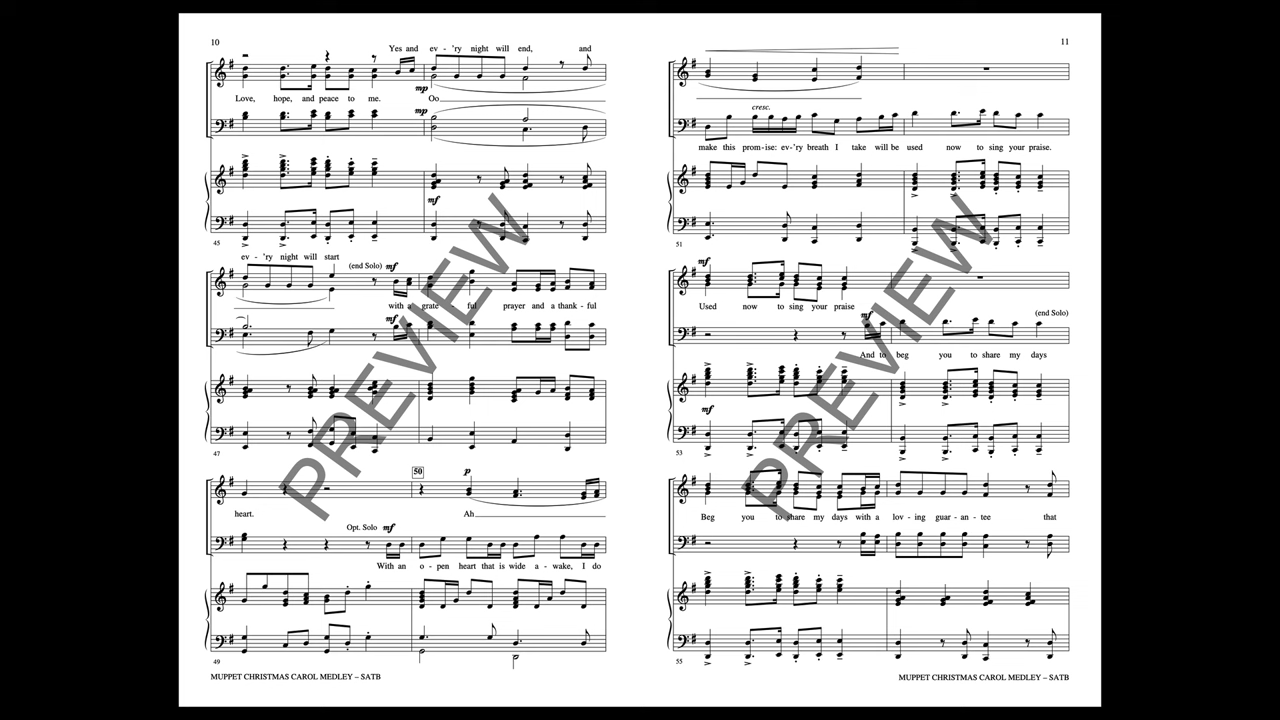 10
Yes and ev - 'ry night will end, and
mp
Love, hope, and peace to me. Oo
mp
mf
45
ev - 'ry night will start
(end Solo) mf
with a grate - ful prayer and a thank - ful
mf
47
50
p
heart. Ah
Opt. Solo mf
With an o - pen heart that is wide a - wake, I do
49
MUPPET CHRISTMAS CAROL MEDLEY – SATB
PREVIEW
11
cresc.
make this prom - ise: ev-'ry breath I take will be used now to sing your praise.
51
mf
Used now to sing your praise
mf
(end Solo)
And to beg you to share my days
mf
53
Beg you to share my days with a lov - ing guar - an - tee that
55
MUPPET CHRISTMAS CAROL MEDLEY – SATB
PREVIEW